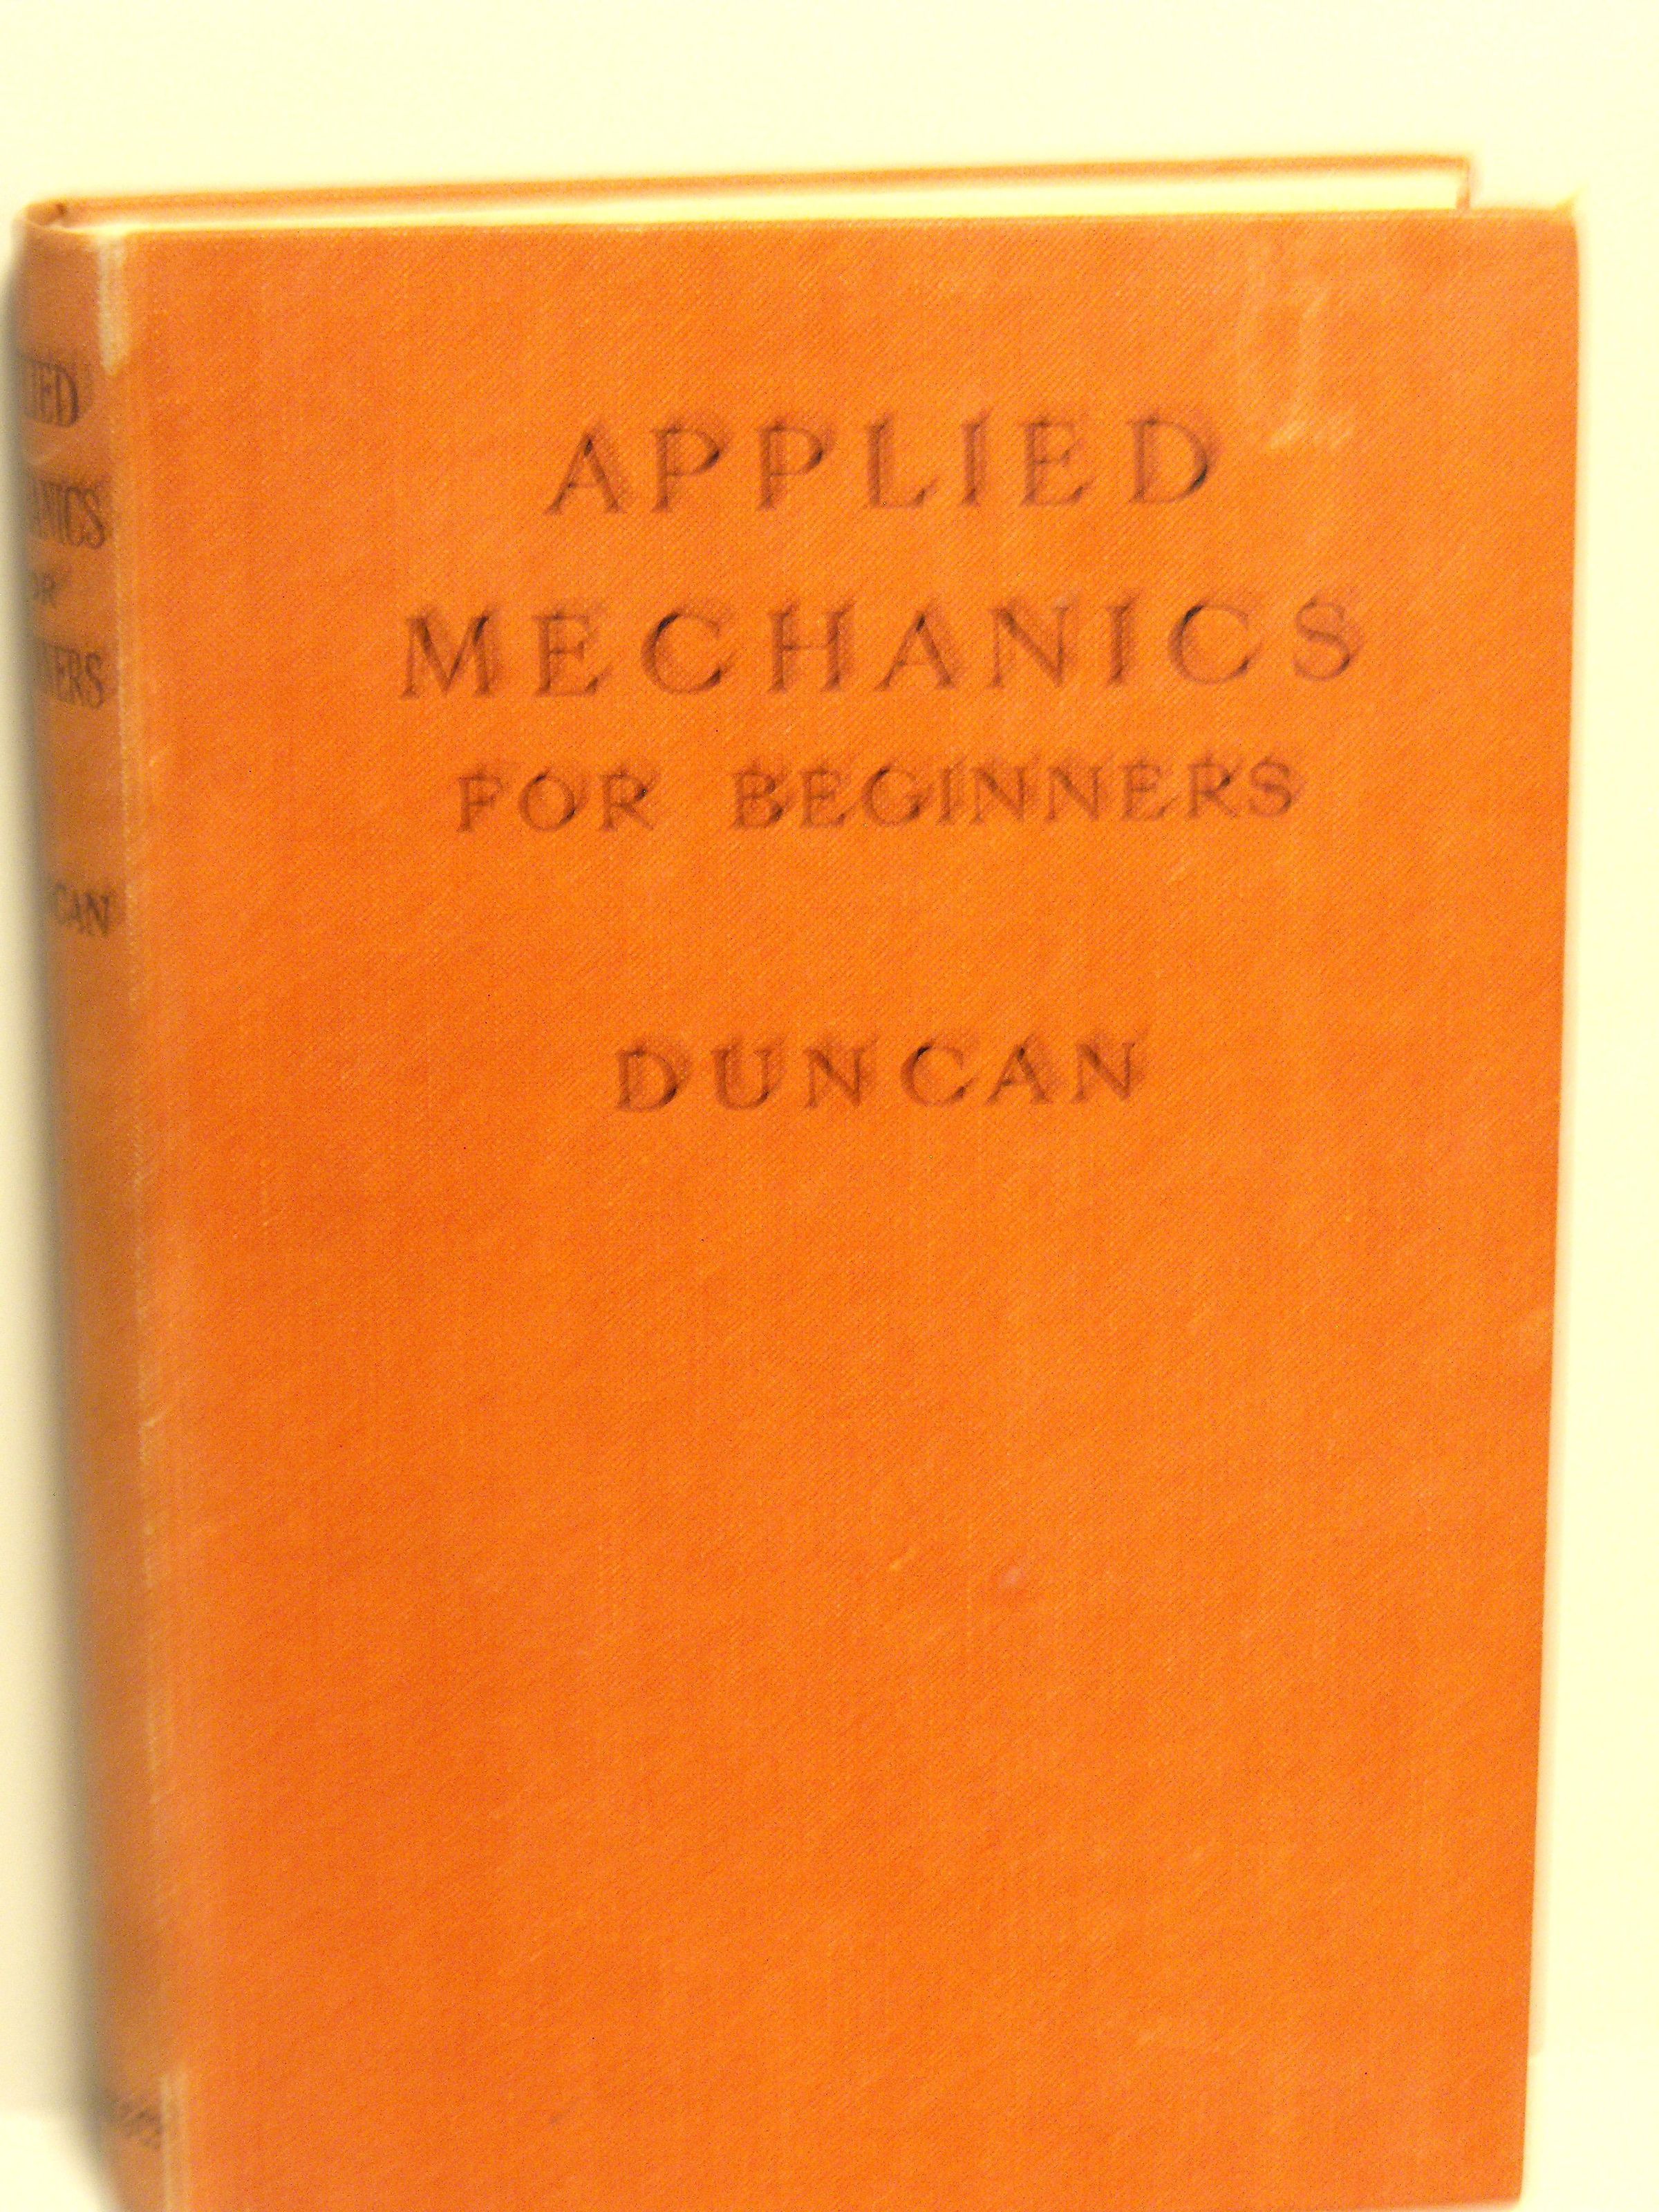 APPLIED
MECHANICS
FOR BEGINNERS
DUNCAN